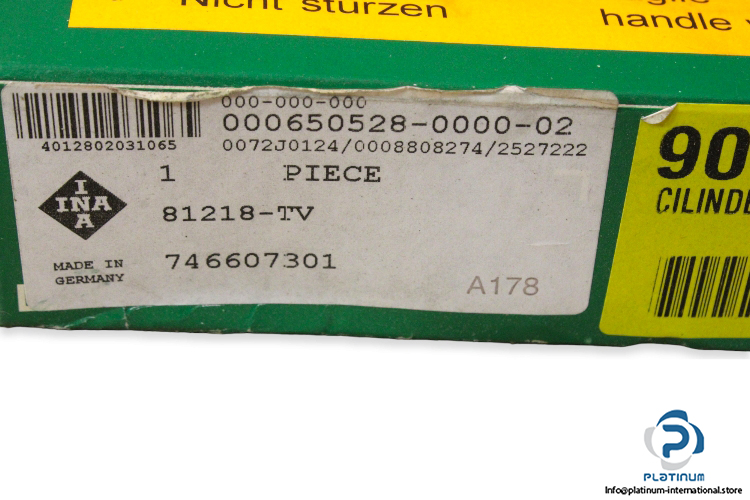 Nicht stürzen
handle
000-000-000
000650528-0000-02
4012802031065
0072J0124/0008808274/2527222
1 PIECE
INA
INA
81218-TV
MADE IN
GERMANY
746607301
A178
90
CILINDE
PLATINUM
Info@platinum-international.store